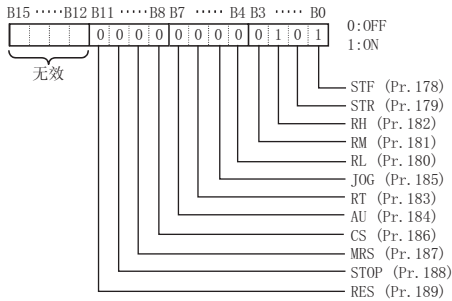 B15 ·····B12 B11 ·····B8 B7 ····· B4 B3 ····· B0
0 0 0 0 0 0 0 0 0 1 0 1
0:OFF
1:ON
无效
STF (Pr.178)
STR (Pr.179)
RH (Pr.182)
RM (Pr.181)
RL (Pr.180)
JOG (Pr.185)
RT (Pr.183)
AU (Pr.184)
CS (Pr.186)
MRS (Pr.187)
STOP (Pr.188)
RES (Pr.189)